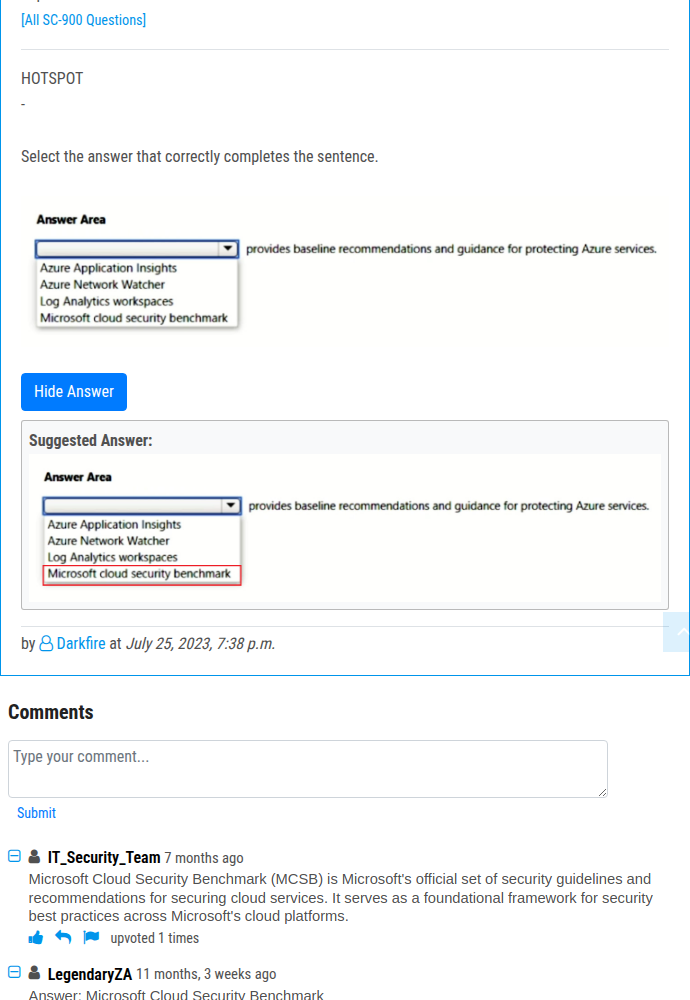 [All SC-900 Questions]
HOTSPOT
-
Select the answer that correctly completes the sentence.
Answer Area
provides baseline recommendations and guidance for protecting Azure services.
Azure Application Insights
Azure Network Watcher
Log Analytics workspaces
Microsoft cloud security benchmark
Hide Answer
Suggested Answer:
Answer Area
provides baseline recommendations and guidance for protecting Azure services.
Azure Application Insights
Azure Network Watcher
Log Analytics workspaces
Microsoft cloud security benchmark
by Darkfire at July 25, 2023, 7:38 p.m.
Comments
Type your comment...
Submit
IT_Security_Team 7 months ago
Microsoft Cloud Security Benchmark (MCSB) is Microsoft's official set of security guidelines and
recommendations for securing cloud services. It serves as a foundational framework for security
best practices across Microsoft's cloud platforms.
upvoted 1 times
LegendaryZA 11 months, 3 weeks ago
Answer: Microsoft Cloud Security Benchmark